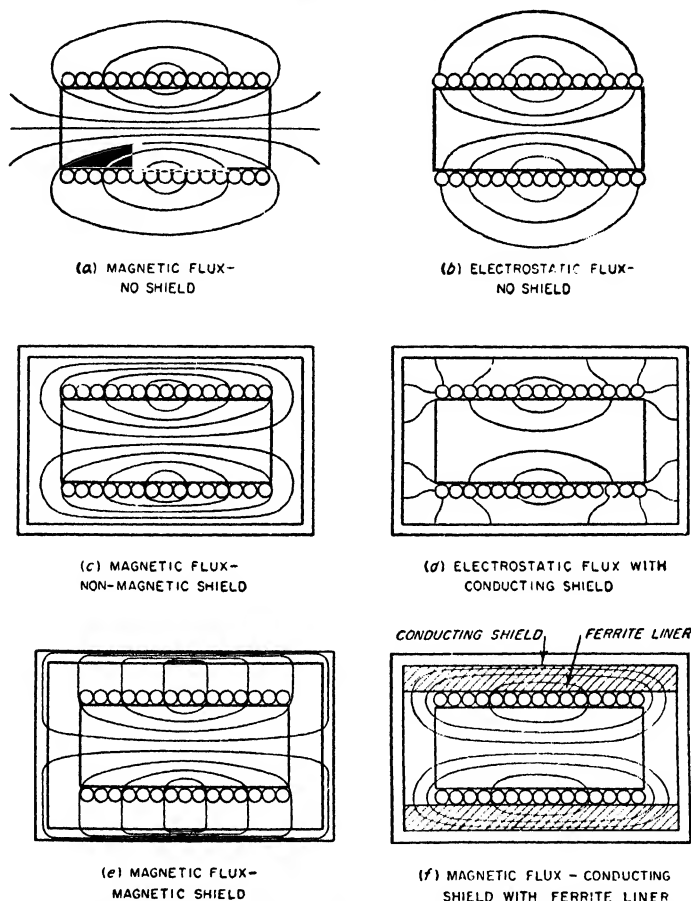 (a) MAGNETIC FLUX-
NO SHIELD
(b) ELECTROSTATIC FLUX-
NO SHIELD
(c) MAGNETIC FLUX-
NON-MAGNETIC SHIELD
(d) ELECTROSTATIC FLUX WITH
CONDUCTING SHIELD
CONDUCTING SHIELD FERRITE LINER
(e) MAGNETIC FLUX-
MAGNETIC SHIELD
(f) MAGNETIC FLUX - CONDUCTING
SHIELD WITH FERRITE LINER